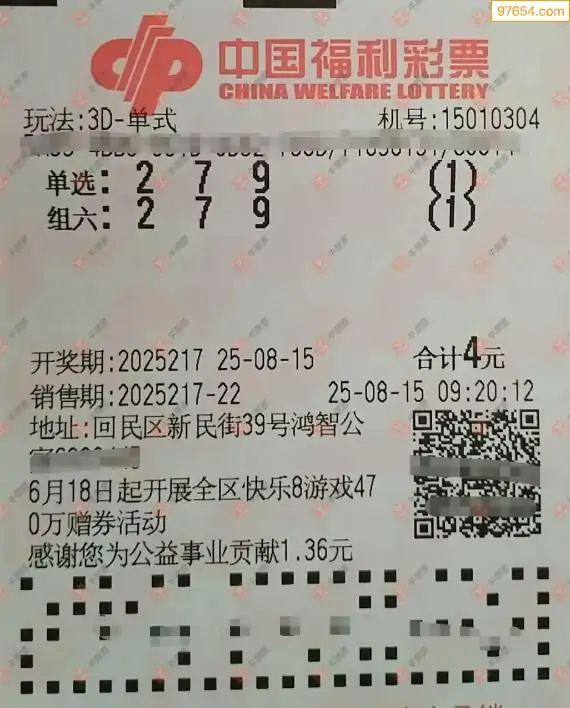 97654.com
中国福利彩票
CHINA WELFARE LOTTERY
玩法:3D-单式 机号:15010304
单选: 2 7 9 (1)
组六: 2 7 9 (1)
开奖期:2025217 25-08-15 合计4元
销售期:2025217-22 25-08-15 09:20:12
地址:回民区新民街39号鸿智公
6月18日起开展全区快乐8游戏47
0万赠券活动
感谢您为公益事业贡献1.36元